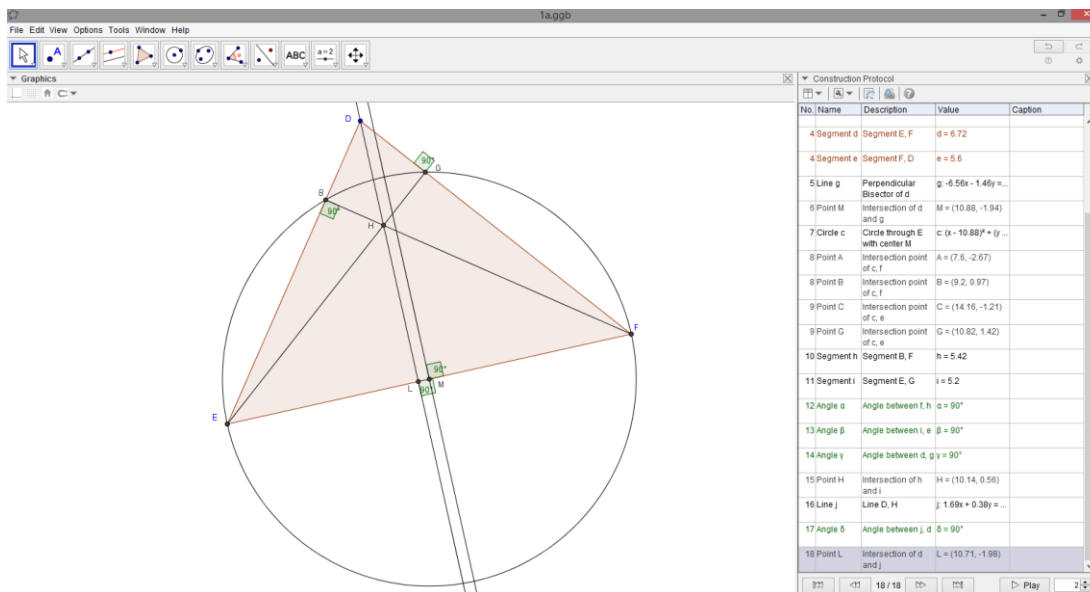 1a.ggb
File Edit View Options Tools Window Help
A
ABC
a=2
Graphics
Construction Protocol
No. Name Description Value Caption
4 Segment d Segment E, F d = 6.72
4 Segment e Segment F, D e = 5.6
5 Line g Perpendicular g: -6.56x - 1.46y =...
Bisector of d
6 Point M Intersection of d M = (10.88, -1.94)
and g
7 Circle c Circle through E c: (x - 10.88)² + (y ...
with center M
8 Point A Intersection point A = (7.6, -2.67)
of c, f
8 Point B Intersection point B = (9.2, 0.97)
of c, f
9 Point C Intersection point C = (14.16, -1.21)
of c, e
9 Point G Intersection point G = (10.82, 1.42)
of c, e
10 Segment h Segment B, F h = 5.42
11 Segment i Segment E, G i = 5.2
12 Angle α Angle between f, h α = 90°
13 Angle β Angle between i, e β = 90°
14 Angle γ Angle between d, g γ = 90°
15 Point H Intersection of h H = (10.14, 0.56)
and i
16 Line j Line D, H j: 1.69x + 0.38y = ...
17 Angle δ Angle between j, d δ = 90°
18 Point L Intersection of d L = (10.71, -1.98)
and j
18 / 18 Play 2
D
90°
G
B
90°
H
F
90°
L
90°
M
E